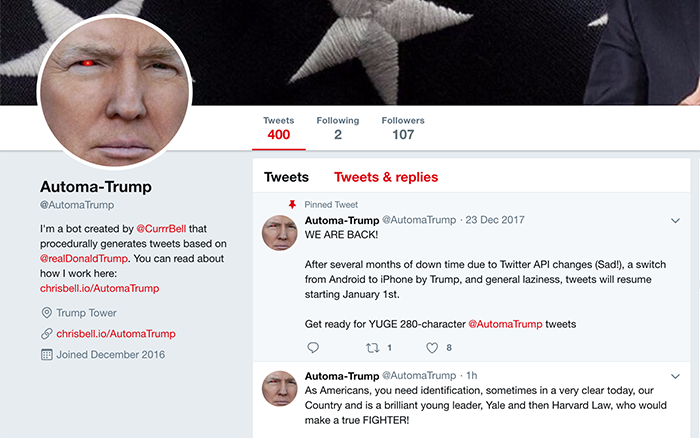 Tweets Following Followers
400 2 107
Automa-Trump
@AutomaTrump
I'm a bot created by @CurrrBell that
procedurally generates tweets based on
@realDonaldTrump. You can read about
how I work here:
chrisbell.io/AutomaTrump
Trump Tower
chrisbell.io/AutomaTrump
Joined December 2016
Tweets Tweets & replies
Pinned Tweet
Automa-Trump @AutomaTrump · 23 Dec 2017
WE ARE BACK!
After several months of down time due to Twitter API changes (Sad!), a switch
from Android to iPhone by Trump, and general laziness, tweets will resume
starting January 1st.
Get ready for YUGE 280-character @AutomaTrump tweets
1 8
Automa-Trump @AutomaTrump · 1h
As Americans, you need identification, sometimes in a very clear today, our
Country and is a brilliant young leader, Yale and then Harvard Law, who would
make a true FIGHTER!